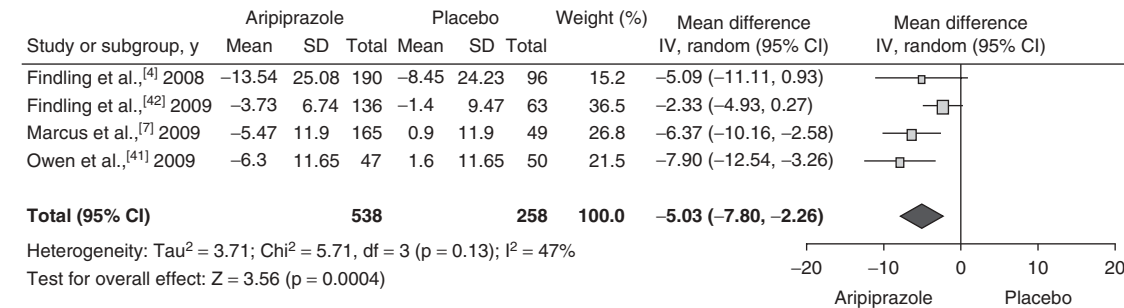 Aripiprazole Placebo Weight (%) Mean difference Mean difference
Study or subgroup, y Mean SD Total Mean SD Total IV, random (95% CI) IV, random (95% CI)
Findling et al.,[4] 2008 −13.54 25.08 190 −8.45 24.23 96 15.2 −5.09 (−11.11, 0.93)
Findling et al.,[42] 2009 −3.73 6.74 136 −1.4 9.47 63 36.5 −2.33 (−4.93, 0.27)
Marcus et al.,[7] 2009 −5.47 11.9 165 0.9 11.9 49 26.8 −6.37 (−10.16, −2.58)
Owen et al.,[41] 2009 −6.3 11.65 47 1.6 11.65 50 21.5 −7.90 (−12.54, −3.26)
Total (95% CI) 538 258 100.0 −5.03 (−7.80, −2.26)
Heterogeneity: Tau² = 3.71; Chi² = 5.71, df = 3 (p = 0.13); I² = 47%
Test for overall effect: Z = 3.56 (p = 0.0004)
−20 −10 0 10 20
Aripiprazole Placebo